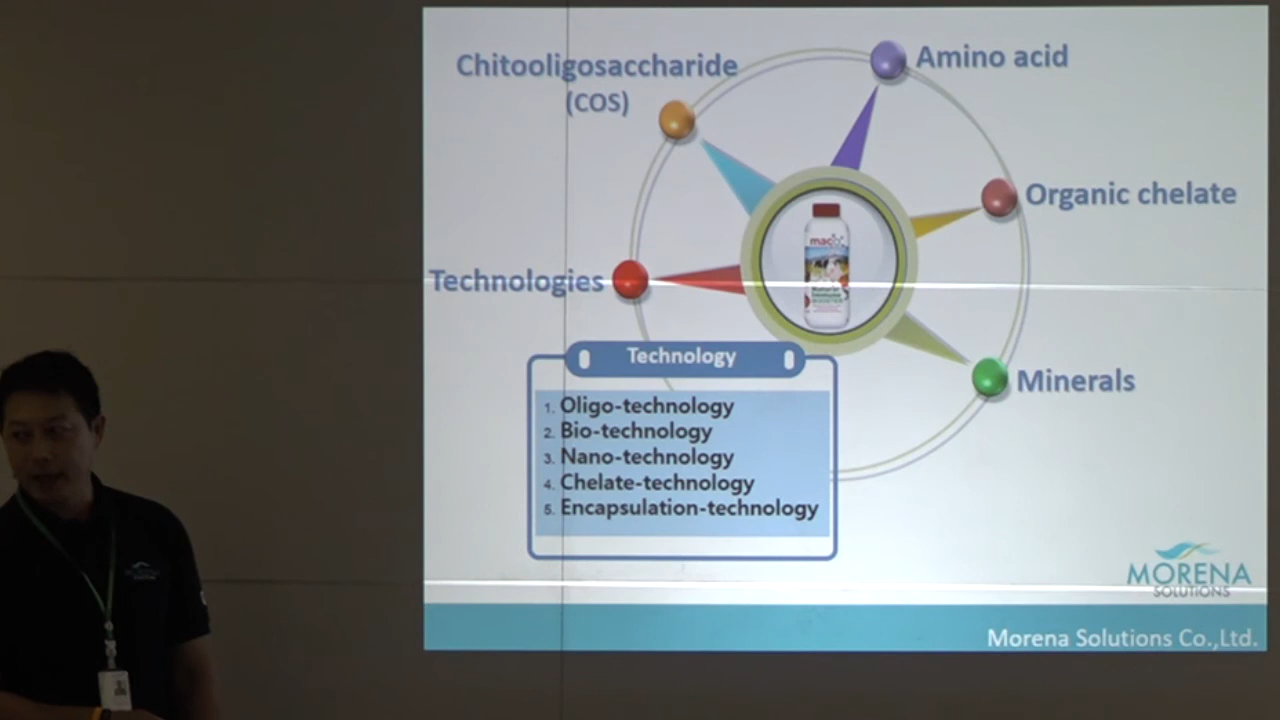 Chitooligosaccharide
(COS)
Amino acid
Organic chelate
Technologies
Minerals
Technology
1. Oligo-technology
2. Bio-technology
3. Nano-technology
4. Chelate-technology
5. Encapsulation-technology
MORENA
SOLUTIONS
Morena Solutions Co.,Ltd.